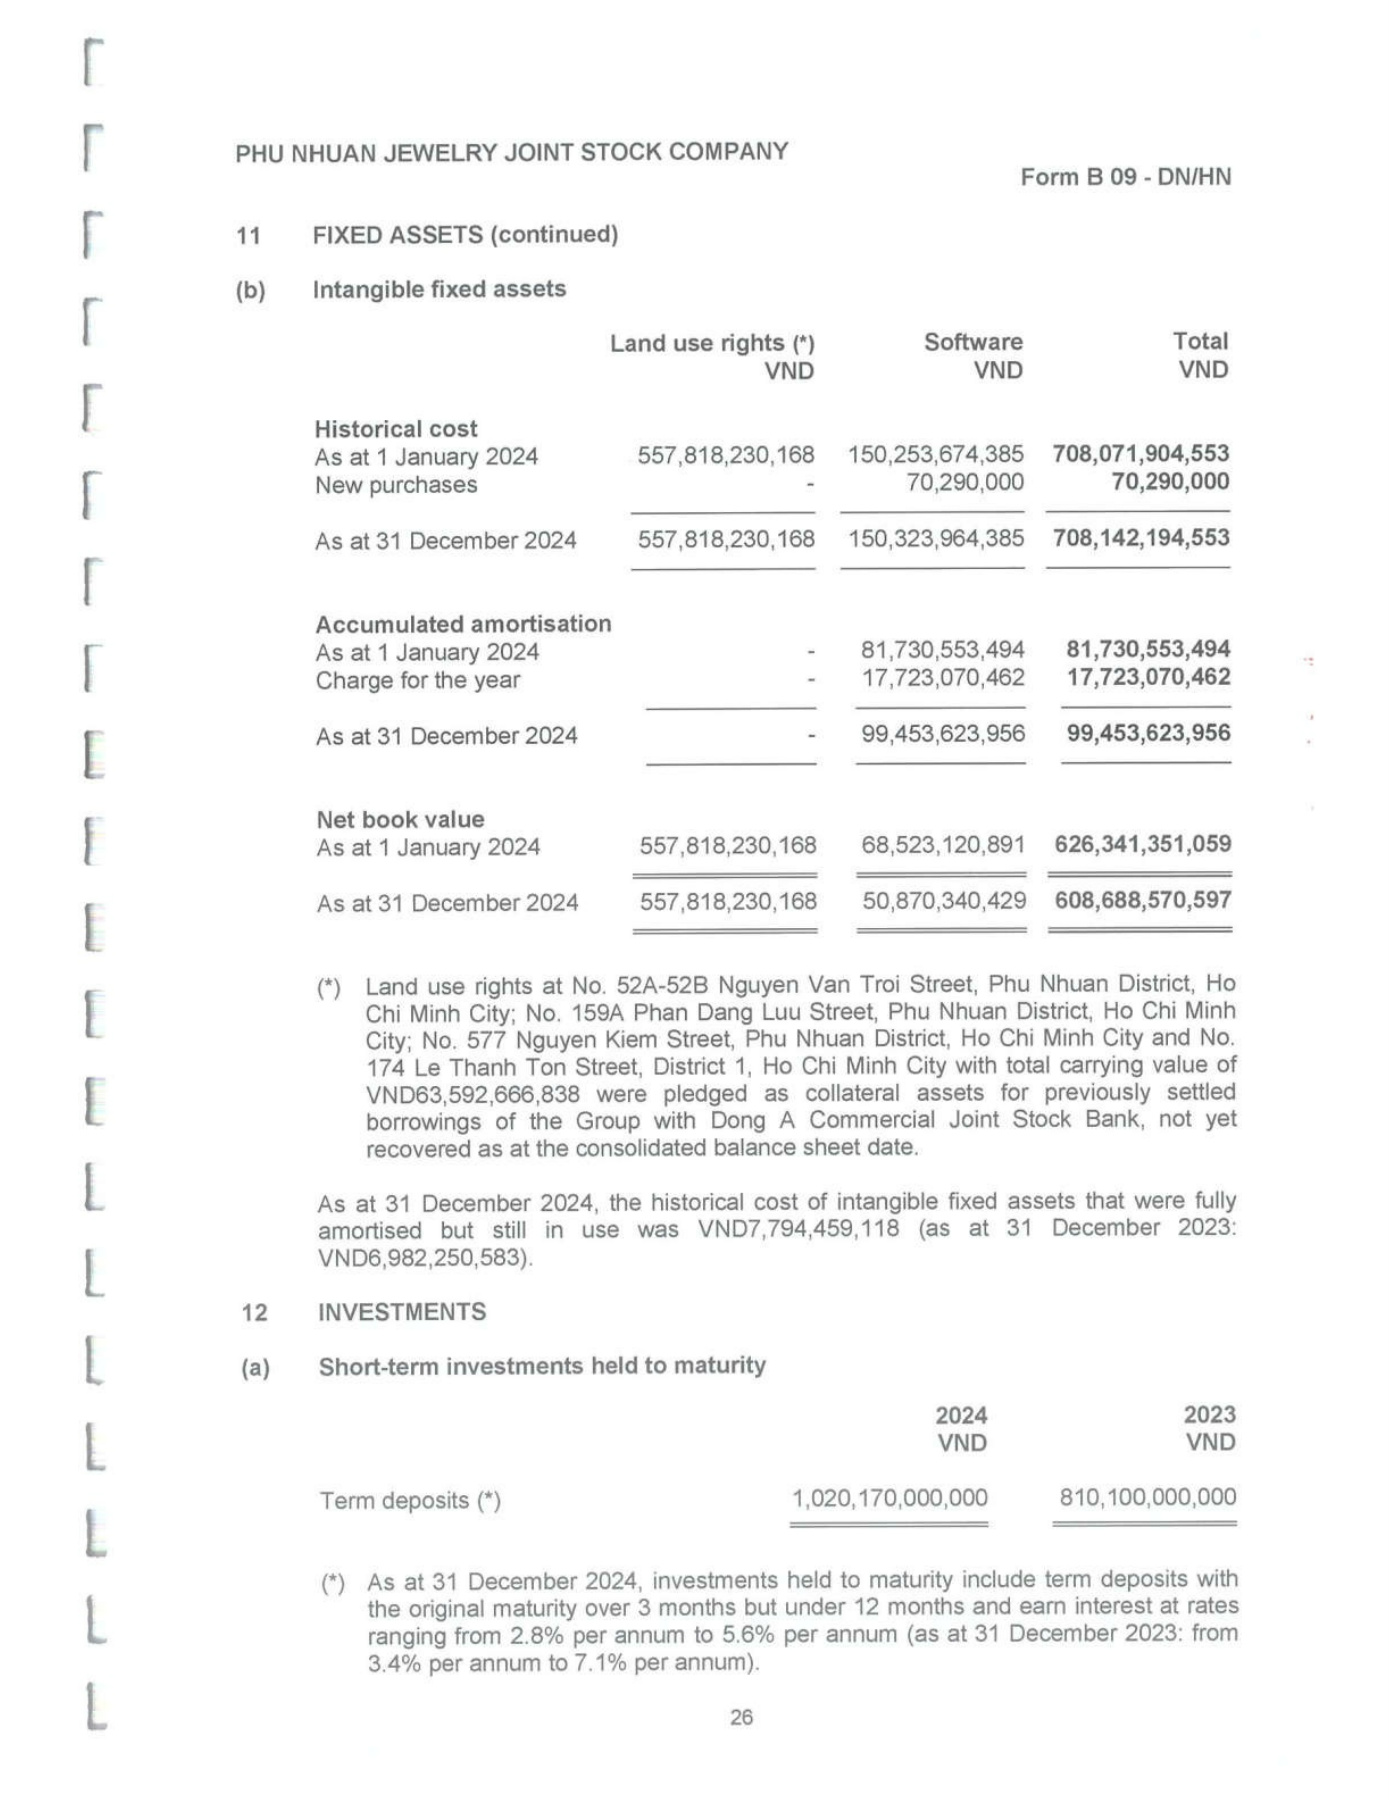 PHU NHUAN JEWELRY JOINT STOCK COMPANY
Form B 09 - DN/HN
11 FIXED ASSETS (continued)
(b) Intangible fixed assets
Land use rights (*) Software Total
VND VND VND
Historical cost
As at 1 January 2024 557,818,230,168 150,253,674,385 708,071,904,553
New purchases - 70,290,000 70,290,000
As at 31 December 2024 557,818,230,168 150,323,964,385 708,142,194,553
Accumulated amortisation
As at 1 January 2024 - 81,730,553,494 81,730,553,494
Charge for the year - 17,723,070,462 17,723,070,462
As at 31 December 2024 - 99,453,623,956 99,453,623,956
Net book value
As at 1 January 2024 557,818,230,168 68,523,120,891 626,341,351,059
As at 31 December 2024 557,818,230,168 50,870,340,429 608,688,570,597
(*) Land use rights at No. 52A-52B Nguyen Van Troi Street, Phu Nhuan District, Ho
Chi Minh City; No. 159A Phan Dang Luu Street, Phu Nhuan District, Ho Chi Minh
City; No. 577 Nguyen Kiem Street, Phu Nhuan District, Ho Chi Minh City and No.
174 Le Thanh Ton Street, District 1, Ho Chi Minh City with total carrying value of
VND63,592,666,838 were pledged as collateral assets for previously settled
borrowings of the Group with Dong A Commercial Joint Stock Bank, not yet
recovered as at the consolidated balance sheet date.
As at 31 December 2024, the historical cost of intangible fixed assets that were fully
amortised but still in use was VND7,794,459,118 (as at 31 December 2023:
VND6,982,250,583).
12 INVESTMENTS
(a) Short-term investments held to maturity
2024 2023
VND VND
Term deposits (*) 1,020,170,000,000 810,100,000,000
(*) As at 31 December 2024, investments held to maturity include term deposits with
the original maturity over 3 months but under 12 months and earn interest at rates
ranging from 2.8% per annum to 5.6% per annum (as at 31 December 2023: from
3.4% per annum to 7.1% per annum).
26